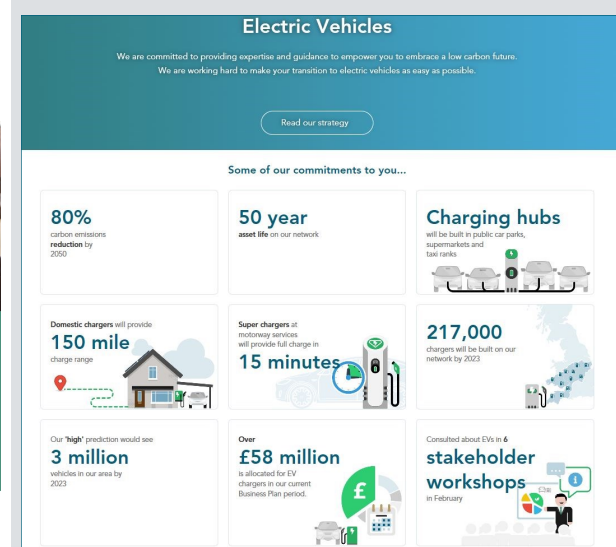 Electric Vehicles
We are committed to providing expertise and guidance to empower you to embrace a low carbon future.
We are working hard to make your transition to electric vehicles as easy as possible.
Read our strategy
Some of our commitments to you...
80%
carbon emissions
reduction by
2050
50 year
asset life on our network
Charging hubs
will be built in public car parks,
supermarkets and
taxi ranks
Domestic chargers will provide
150 mile
charge range
Super chargers at
motorway services
will provide full charge in
15 minutes
217,000
chargers will be built on our
network by 2023
Our 'high' prediction would see
3 million
vehicles in our area by
2023
Over
£58 million
is allocated for EV
chargers in our current
Business Plan period.
£
Consulted about EVs in 6
stakeholder
workshops
in February